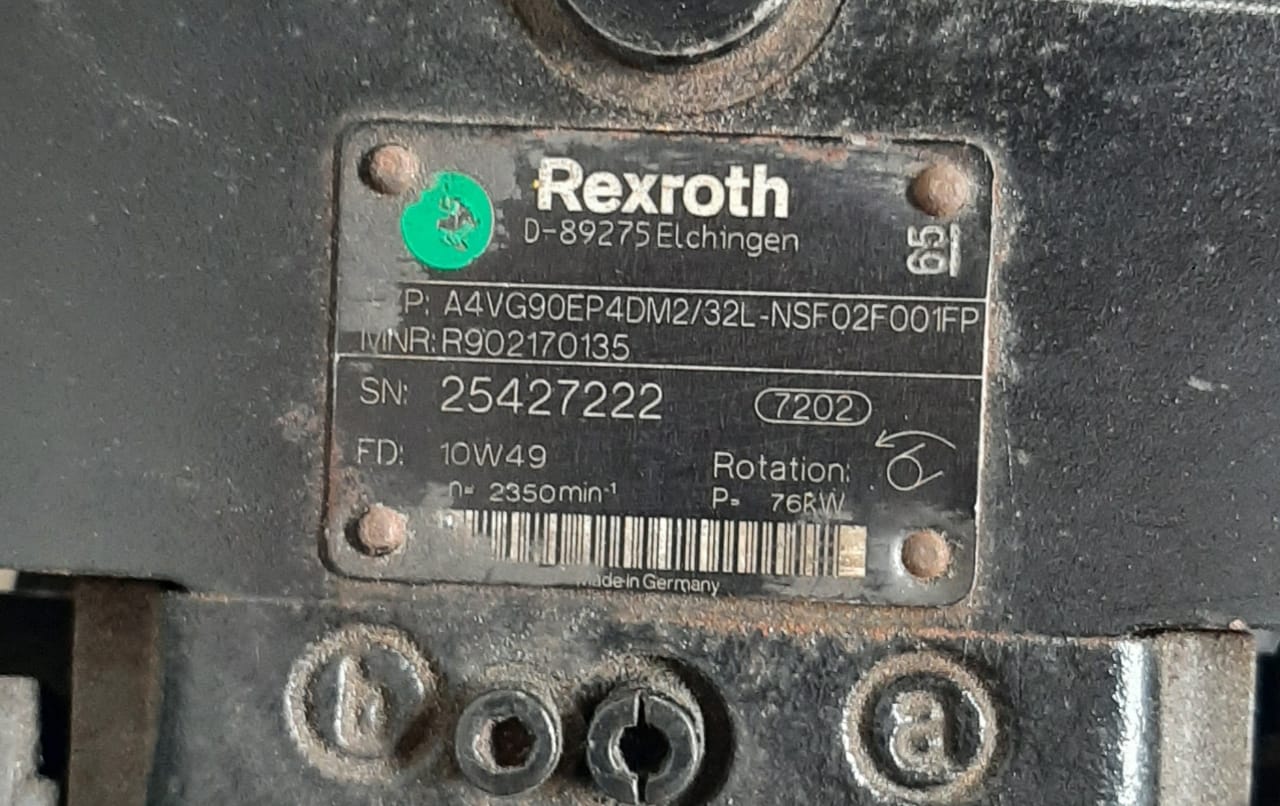 Rexroth
D-89275 Elchingen
65
P: A4VG90EP4DM2/32L-NSF02F001FP
MNR: R902170135
SN: 25427222 7202
FD: 10W49 Rotation:
n= 2350min⁻¹ P= 76kW
Made in Germany
h a